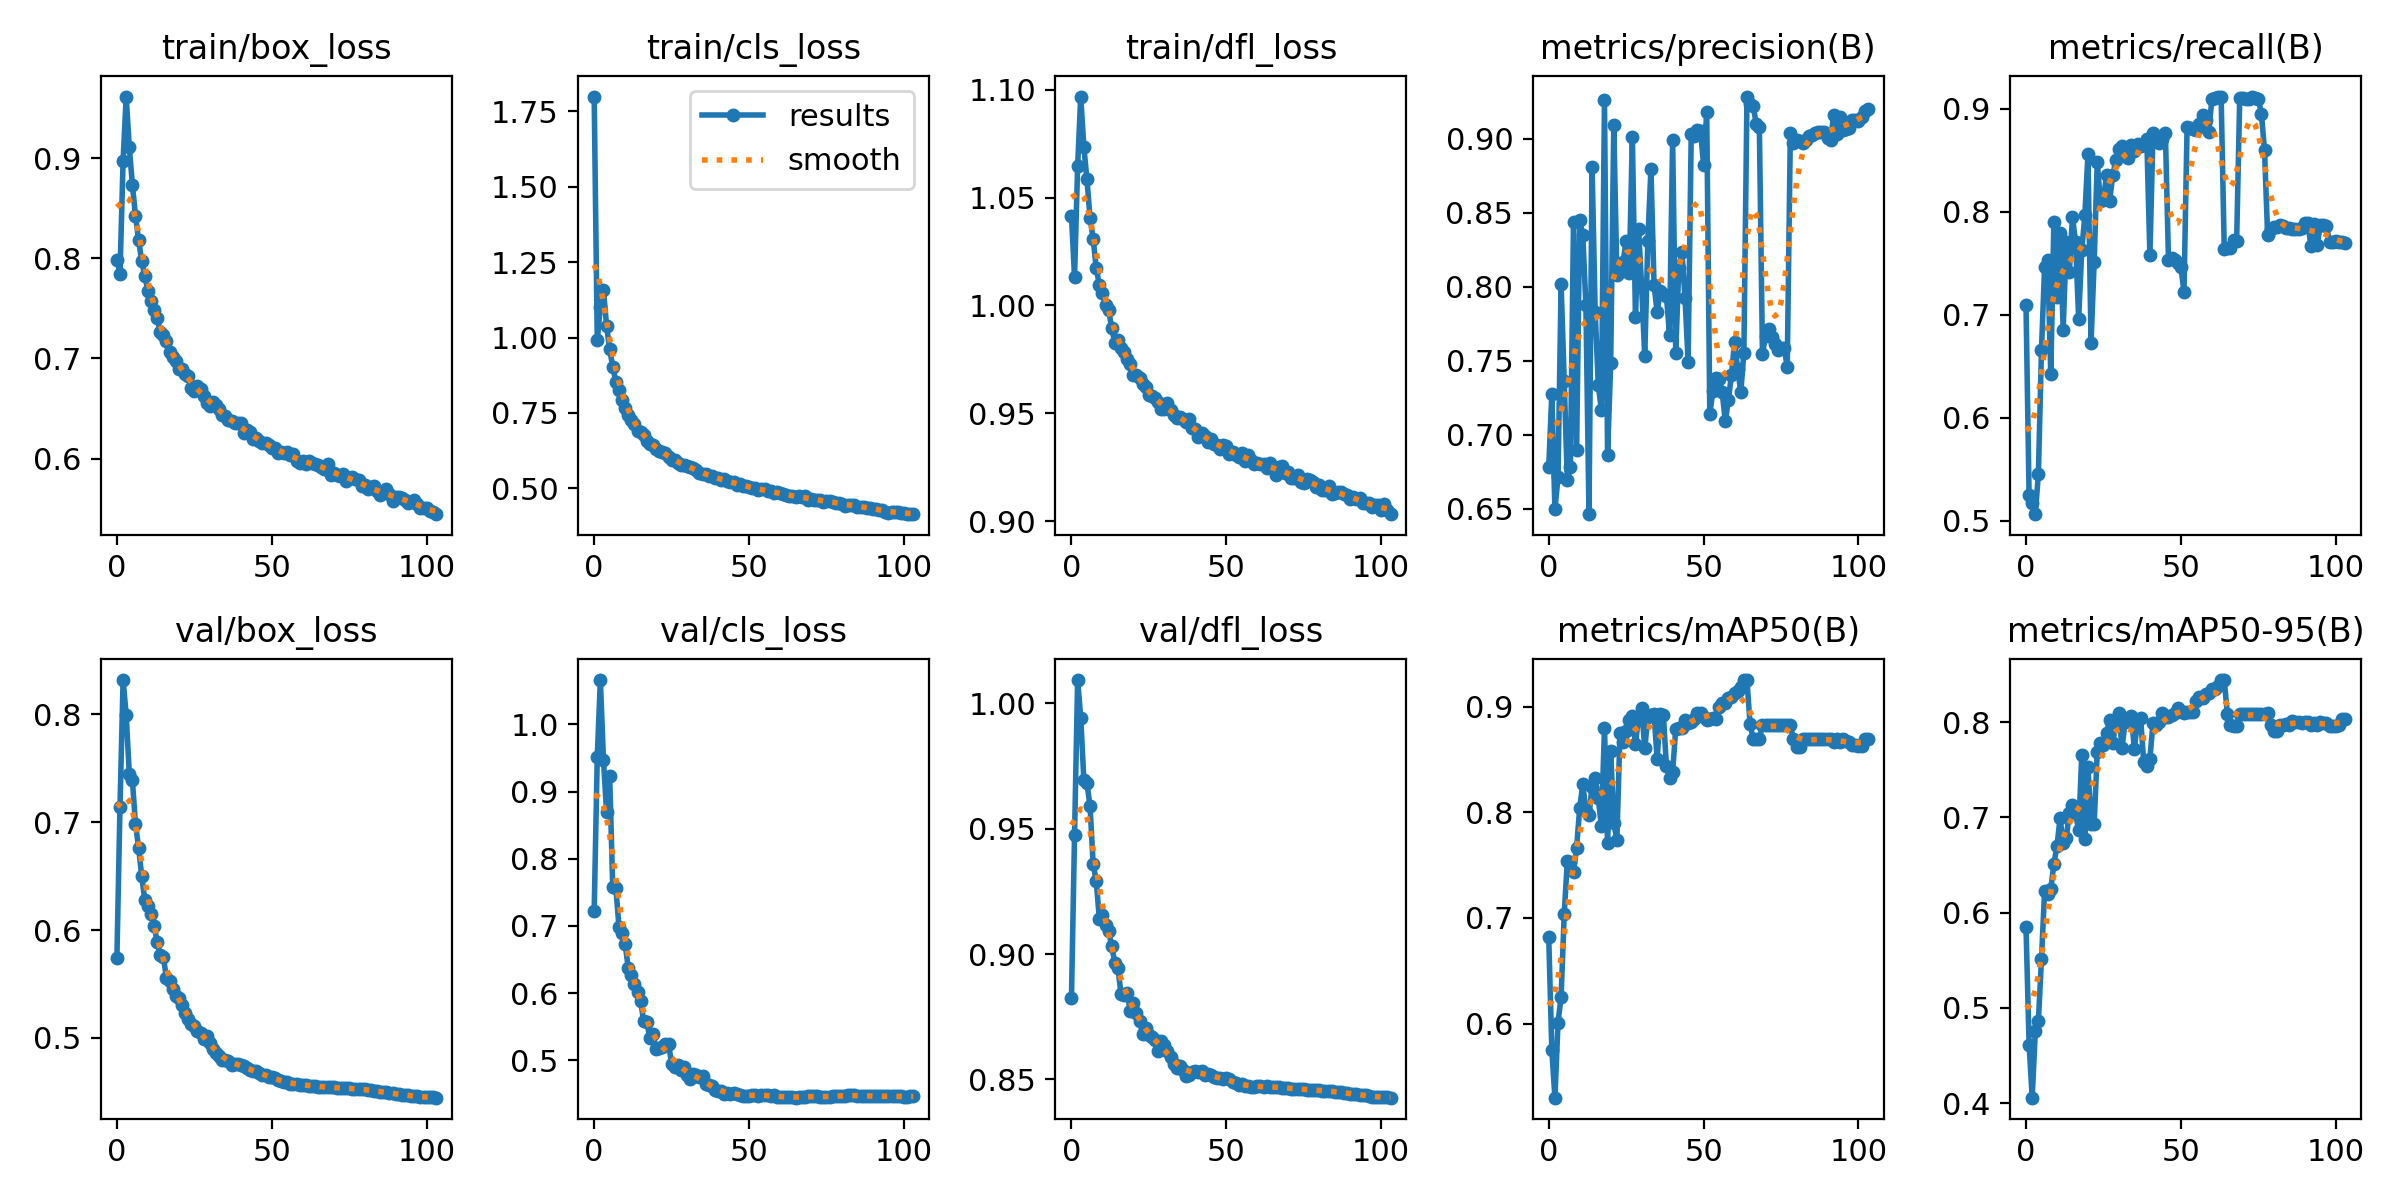 train/box_loss
train/cls_loss
train/dfl_loss
metrics/precision(B)
metrics/recall(B)
0.9
0.8
0.7
0.6
0 50 100
1.75
1.50
1.25
1.00
0.75
0.50
results
smooth
0 50 100
1.10
1.05
1.00
0.95
0.90
0 50 100
0.90
0.85
0.80
0.75
0.70
0.65
0 50 100
0.9
0.8
0.7
0.6
0.5
0 50 100
val/box_loss
val/cls_loss
val/dfl_loss
metrics/mAP50(B)
metrics/mAP50-95(B)
0.8
0.7
0.6
0.5
0 50 100
1.0
0.9
0.8
0.7
0.6
0.5
0 50 100
1.00
0.95
0.90
0.85
0 50 100
0.9
0.8
0.7
0.6
0 50 100
0.8
0.7
0.6
0.5
0.4
0 50 100